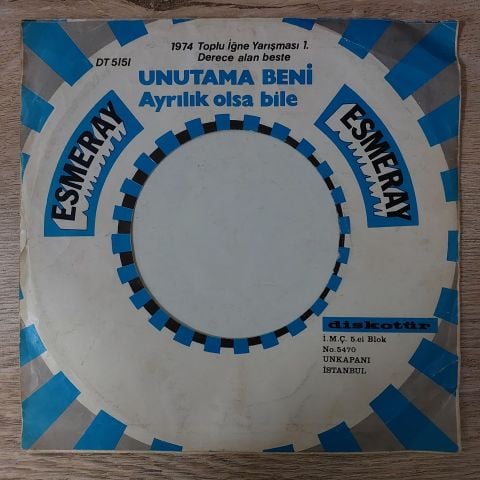 1974 Toplu İğne Yarışması 1.
Derece alan beste
DT 5151
UNUTAMA BENİ
Ayrılık olsa bile
ESMERAY
ESMERAY
diskotür
İ.M.Ç. 5.ci Blok
No.5470
UNKAPANI
İSTANBUL